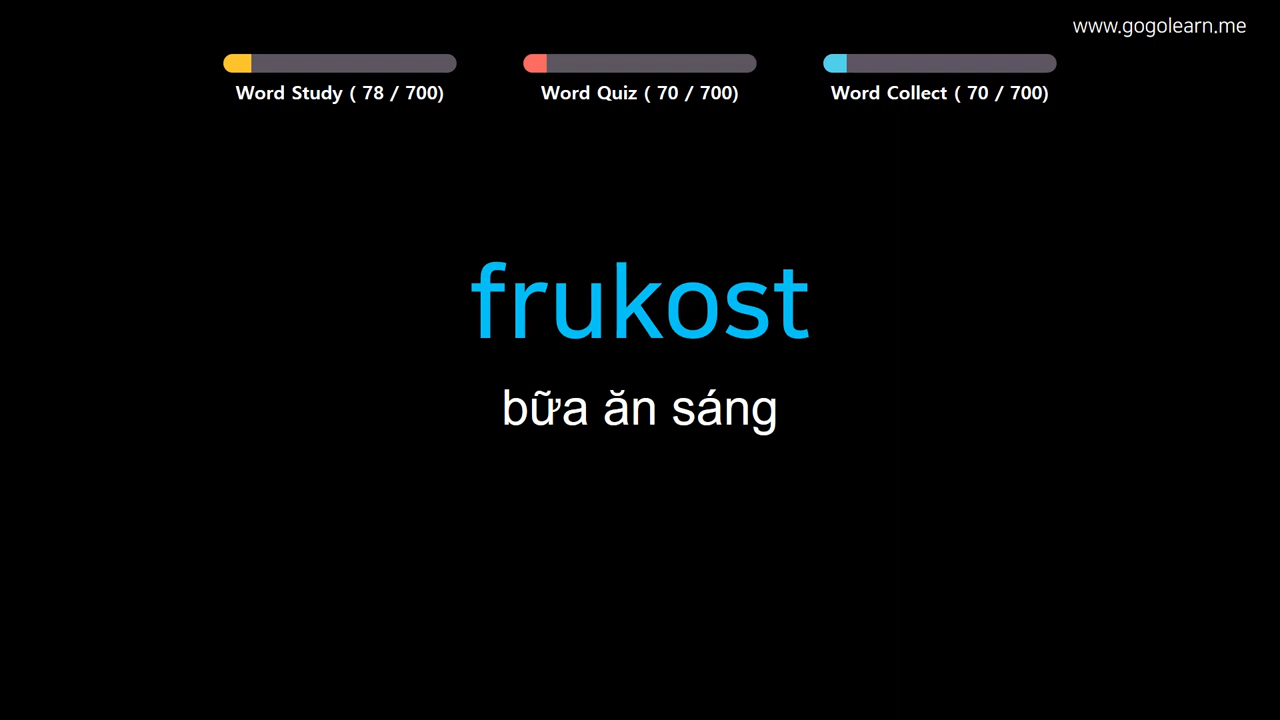 www.gogolearn.me
Word Study ( 78 / 700)
Word Quiz ( 70 / 700)
Word Collect ( 70 / 700)
frukost
bữa ăn sáng